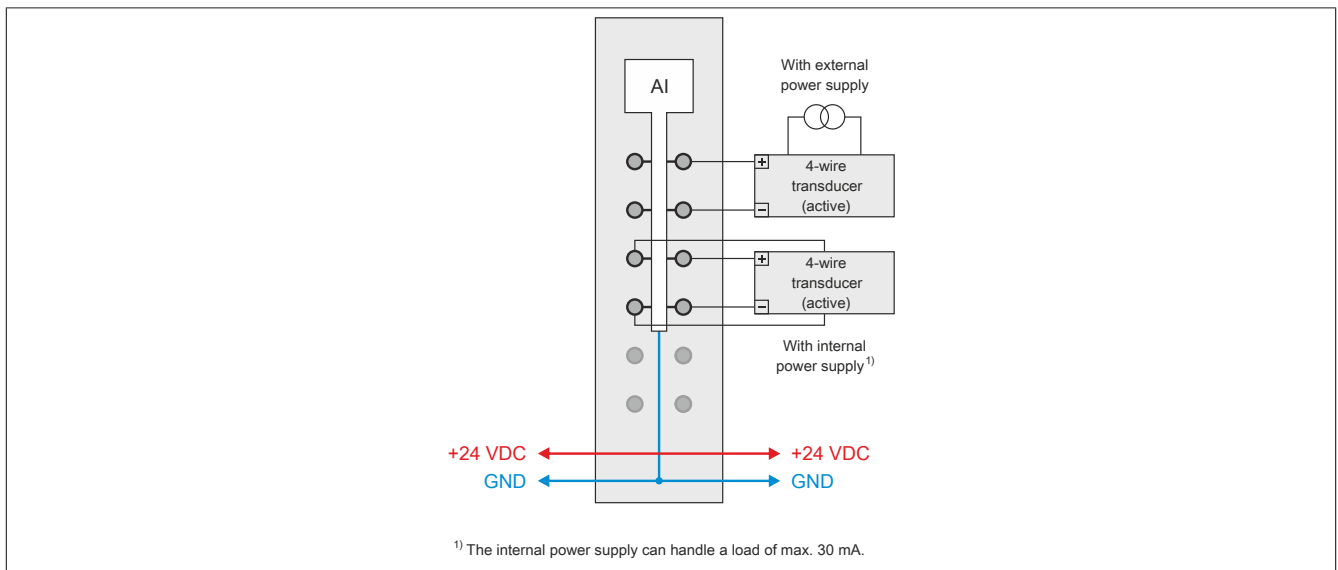 With external
power supply
AI
+
4-wire
transducer
(active)
−
+
4-wire
transducer
(active)
−
With internal
power supply 1)
+24 VDC
+24 VDC
GND
GND
1) The internal power supply can handle a load of max. 30 mA.